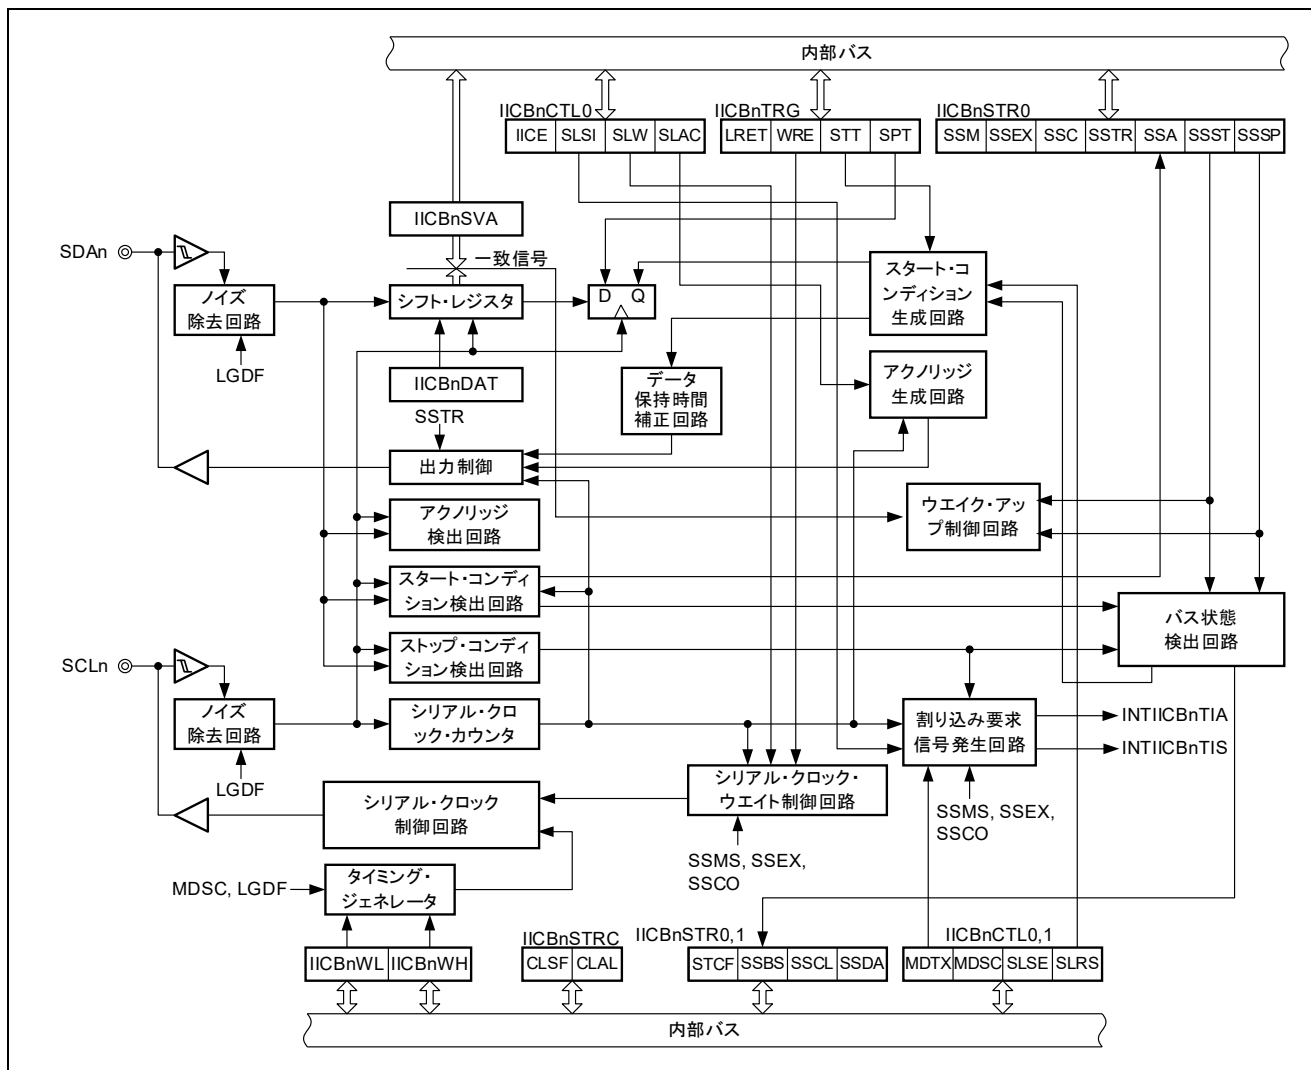 内部バス
IICBnCTL0
IICE SLSI SLW SLAC
IICBnTRG
LRET WRE STT SPT
IICBnSTR0
SSM SSEX SSC SSTR SSA SSST SSSP
IICBnSVA
SDAn
一致信号
ノイズ
除去回路
シフト・レジスタ
D Q
スタート・コ
ンディション
生成回路
LGDF
IICBnDAT
データ
保持時間
補正回路
アクノリッジ
生成回路
SSTR
出力制御
アクノリッジ
検出回路
ウエイク・アッ
プ制御回路
スタート・コンディ
ション検出回路
バス状態
検出回路
ストップ・コンディ
ション検出回路
SCLn
ノイズ
除去回路
シリアル・クロ
ック・カウンタ
割り込み要求
信号発生回路
INTIICBnTIA
INTIICBnTIS
LGDF
シリアル・クロック
制御回路
シリアル・クロック・
ウエイト制御回路
SSMS, SSEX,
SSCO
SSMS, SSEX,
SSCO
MDSC, LGDF
タイミング・
ジェネレータ
IICBnWL IICBnWH
IICBnSTRC
CLSF CLAL
IICBnSTR0,1
STCF SSBS SSCL SSDA
IICBnCTL0,1
MDTX MDSC SLSE SLRS
内部バス